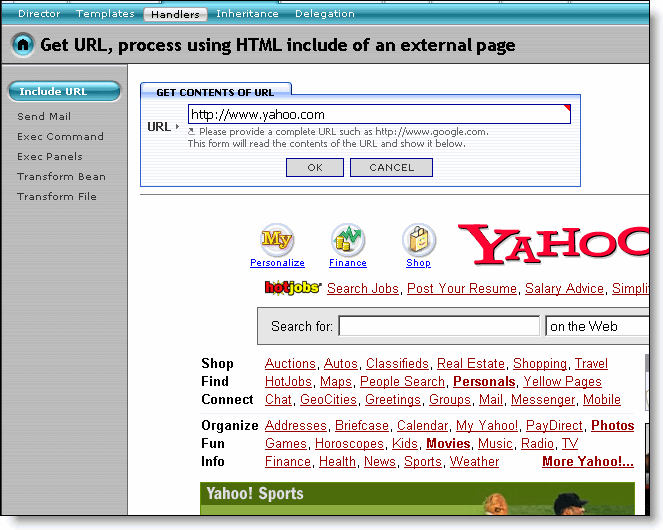 Director Templates Handlers Inheritance Delegation
Get URL, process using HTML include of an external page
Include URL
Send Mail
Exec Command
Exec Panels
Transform Bean
Transform File
GET CONTENTS OF URL
URL http://www.yahoo.com
Please provide a complete URL such as http://www.google.com.
This form will read the contents of the URL and show it below.
OK CANCEL
My
Personalize Finance Shop
YAHOO
hotjobs Search Jobs, Post Your Resume, Salary Advice, Simplif
Search for: on the Web
Shop Auctions, Autos, Classifieds, Real Estate, Shopping, Travel
Find HotJobs, Maps, People Search, Personals, Yellow Pages
Connect Chat, GeoCities, Greetings, Groups, Mail, Messenger, Mobile
Organize Addresses, Briefcase, Calendar, My Yahoo!, PayDirect, Photos
Fun Games, Horoscopes, Kids, Movies, Music, Radio, TV
Info Finance, Health, News, Sports, Weather More Yahoo!...
Yahoo! Sports